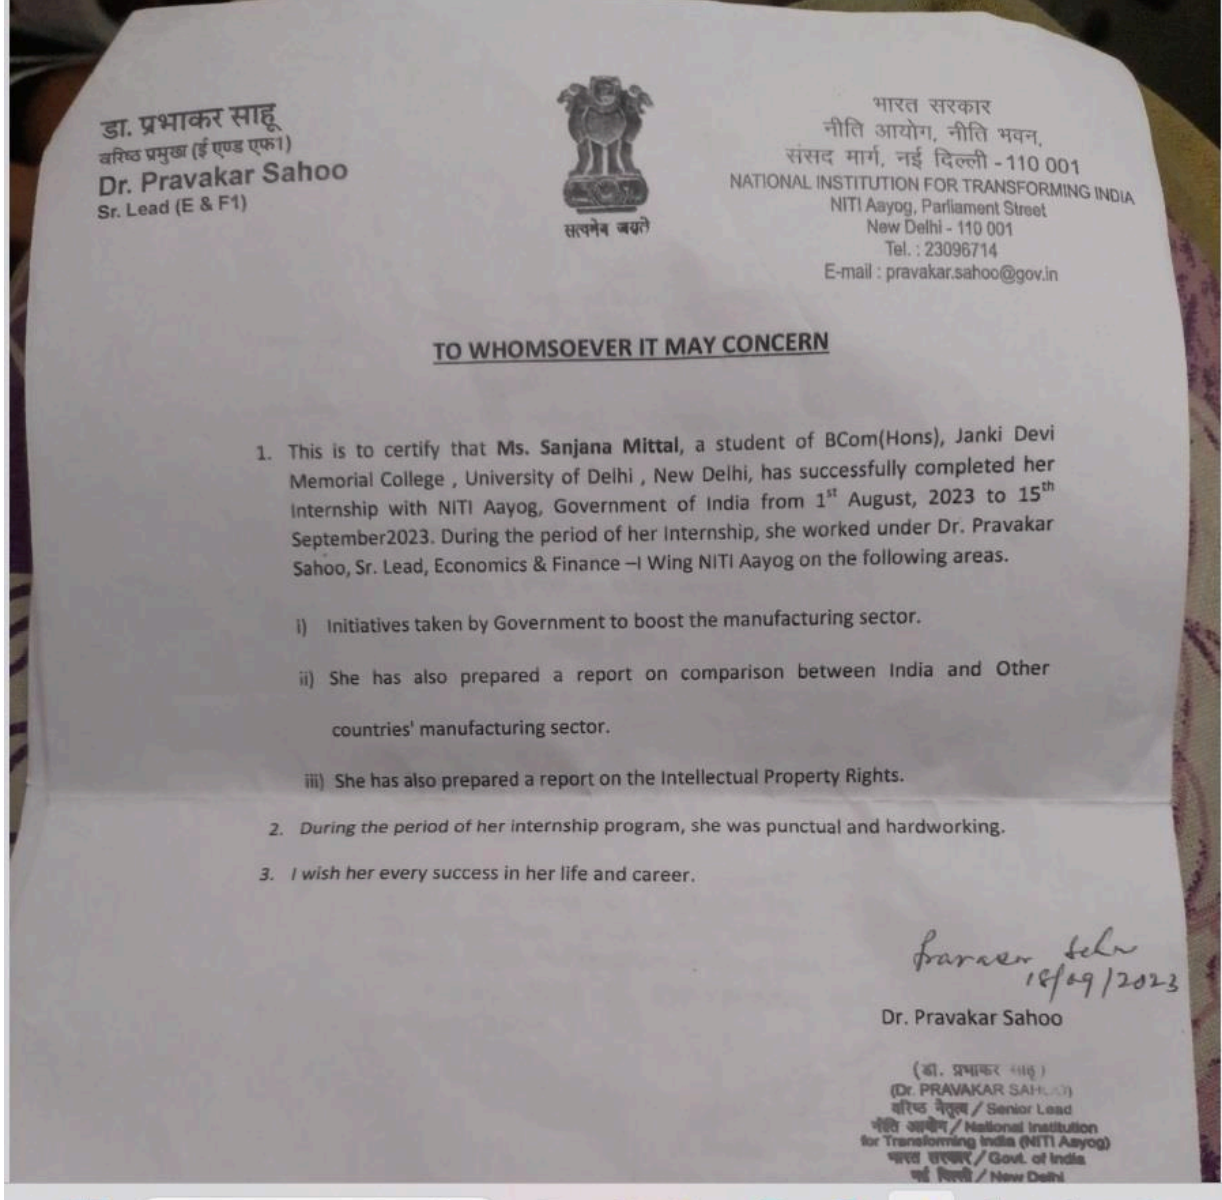 डा. प्रभाकर साहू
वरिष्ठ प्रमुख (ई एण्ड एफ1)
Dr. Pravakar Sahoo
Sr. Lead (E & F1)
सत्यमेव जयते
भारत सरकार
नीति आयोग, नीति भवन,
संसद मार्ग, नई दिल्ली - 110 001
NATIONAL INSTITUTION FOR TRANSFORMING INDIA
NITI Aayog, Parliament Street
New Delhi - 110 001
Tel. : 23096714
E-mail : pravakar.sahoo@gov.in
TO WHOMSOEVER IT MAY CONCERN
1. This is to certify that Ms. Sanjana Mittal, a student of BCom(Hons), Janki Devi
Memorial College , University of Delhi , New Delhi, has successfully completed her
Internship with NITI Aayog, Government of India from 1st August, 2023 to 15th
September2023. During the period of her Internship, she worked under Dr. Pravakar
Sahoo, Sr. Lead, Economics & Finance –I Wing NITI Aayog on the following areas.
i) Initiatives taken by Government to boost the manufacturing sector.
ii) She has also prepared a report on comparison between India and Other
countries' manufacturing sector.
iii) She has also prepared a report on the Intellectual Property Rights.
2. During the period of her internship program, she was punctual and hardworking.
3. I wish her every success in her life and career.
18/09/2023
Dr. Pravakar Sahoo
(डा. प्रभाकर साहू)
(Dr. PRAVAKAR SAHOO)
वरिष्ठ नेतृत्व / Senior Lead
नीति आयोग / National Institution
for Transforming India (NITI Aayog)
भारत सरकार / Govt. of India
नई दिल्ली / New Delhi